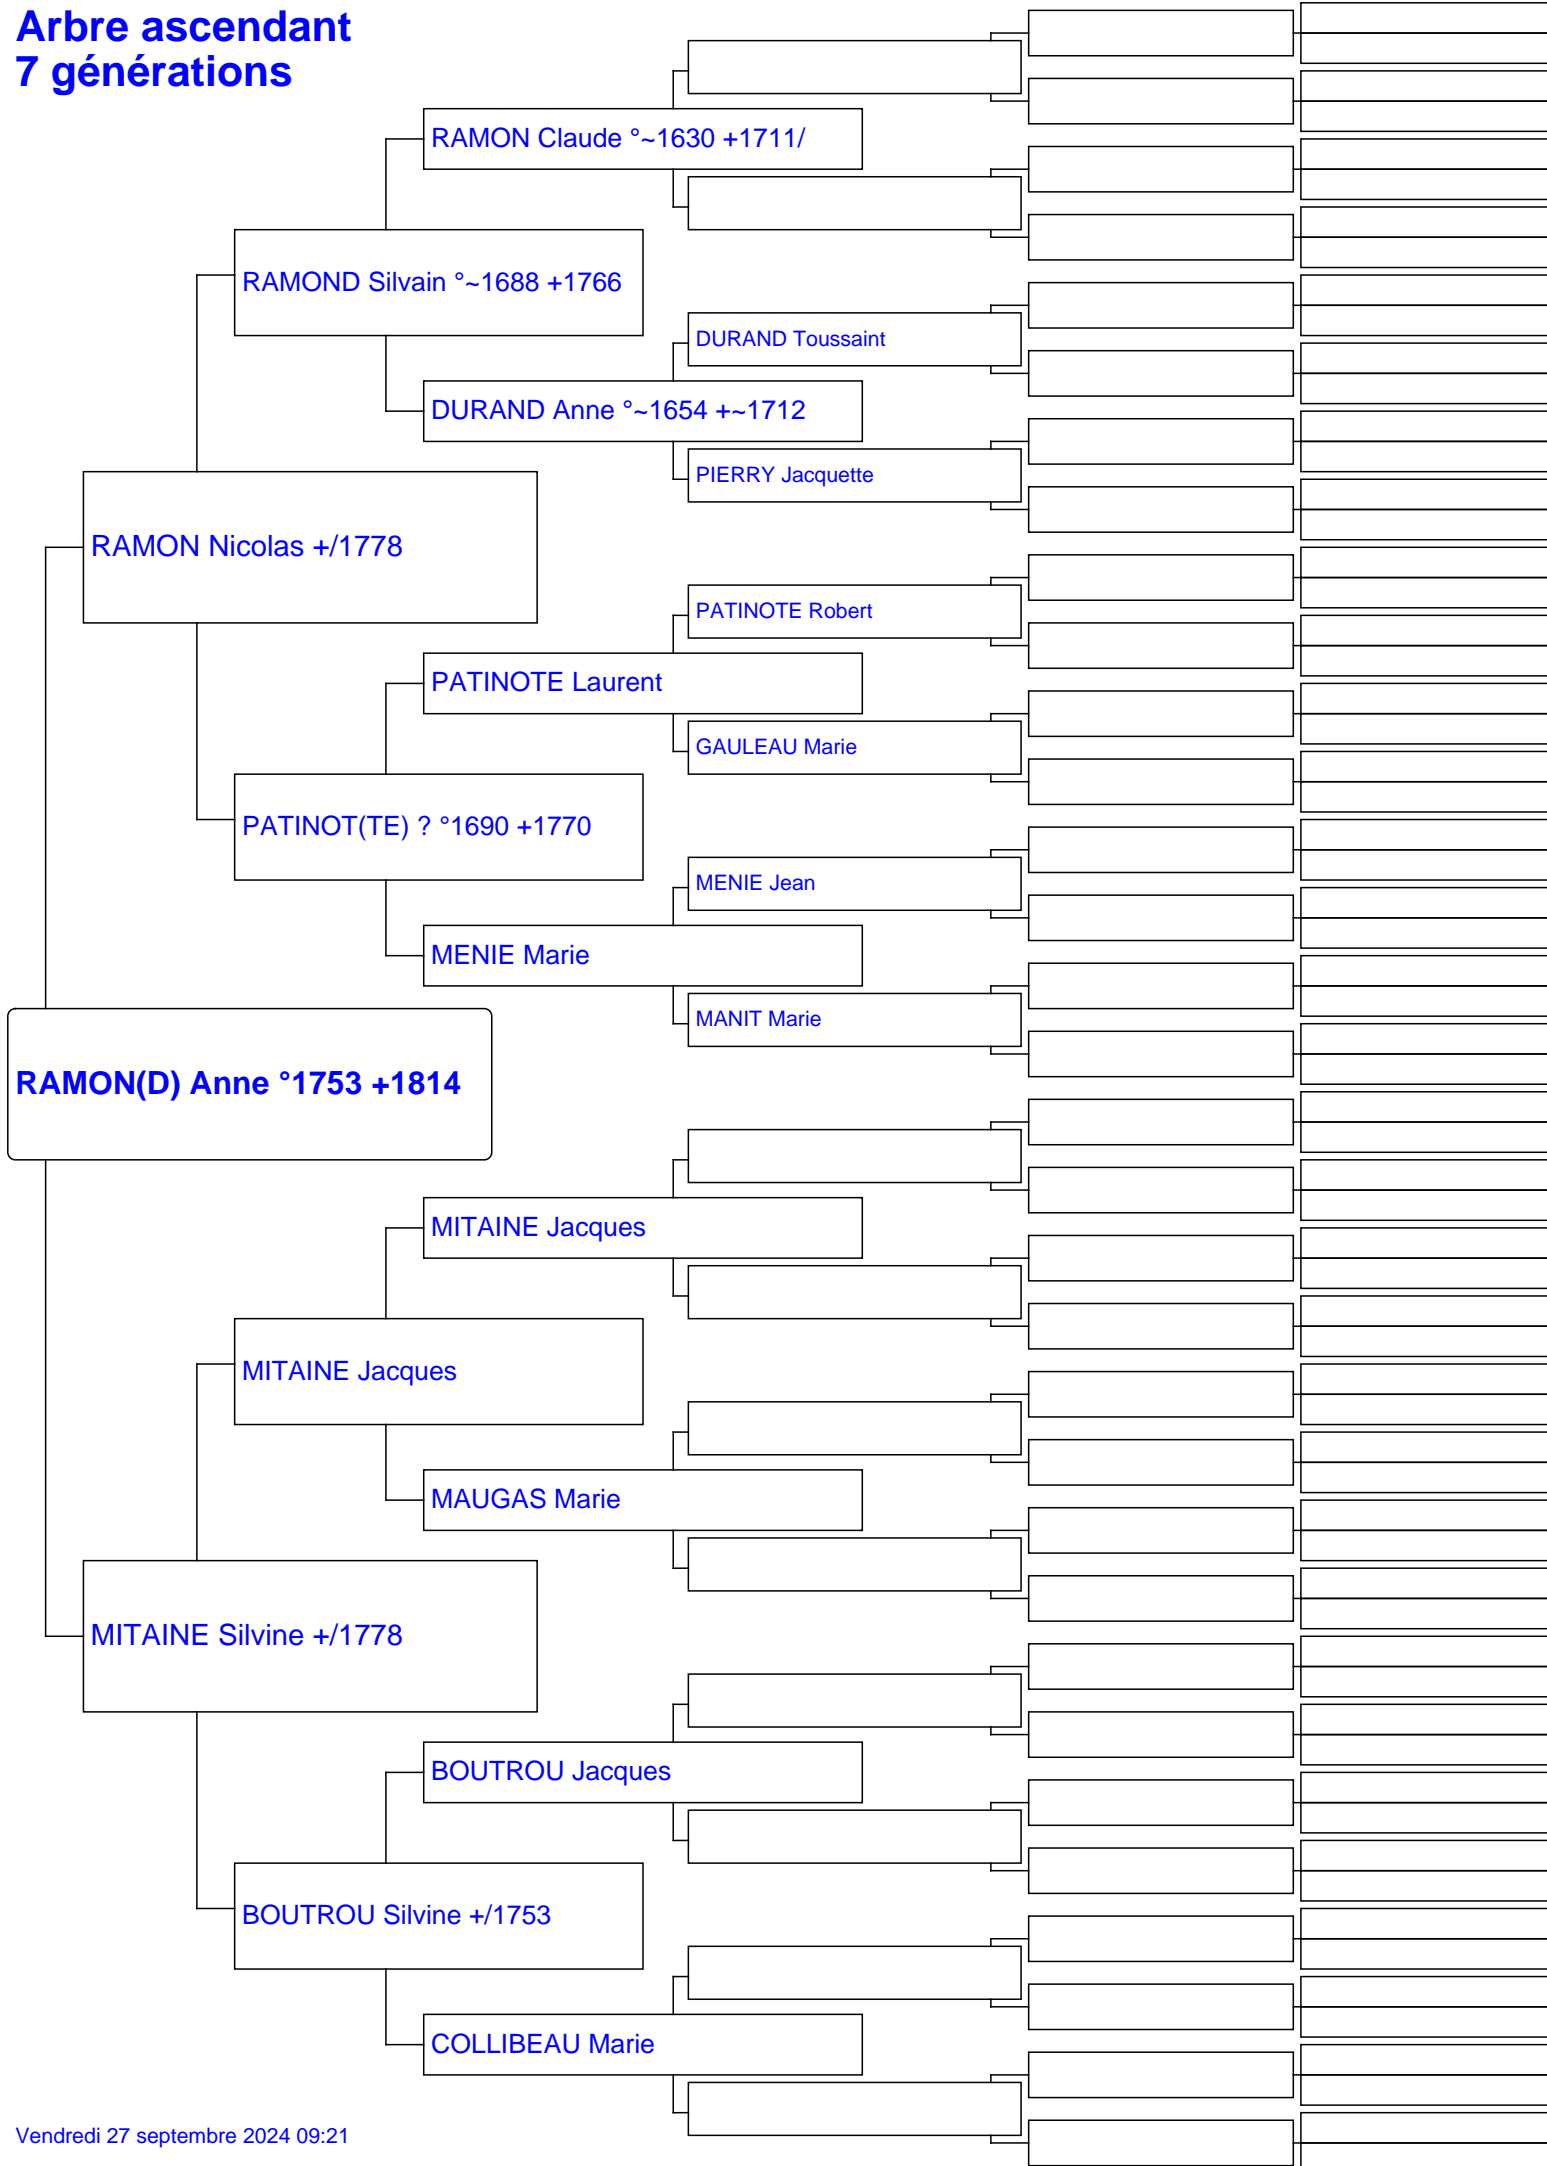 Arbre ascendant
7 générations
RAMON Claude °~1630 +1711/
RAMOND Silvain °~1688 +1766
DURAND Toussaint
DURAND Anne °~1654 +~1712
PIERRY Jacquette
RAMON Nicolas +/1778
PATINOTE Robert
PATINOTE Laurent
GAULEAU Marie
PATINOT(TE) ? °1690 +1770
MENIE Jean
MENIE Marie
MANIT Marie
RAMON(D) Anne °1753 +1814
MITAINE Jacques
MITAINE Jacques
MAUGAS Marie
MITAINE Silvine +/1778
BOUTROU Jacques
BOUTROU Silvine +/1753
COLLIBEAU Marie
Vendredi 27 septembre 2024 09:21